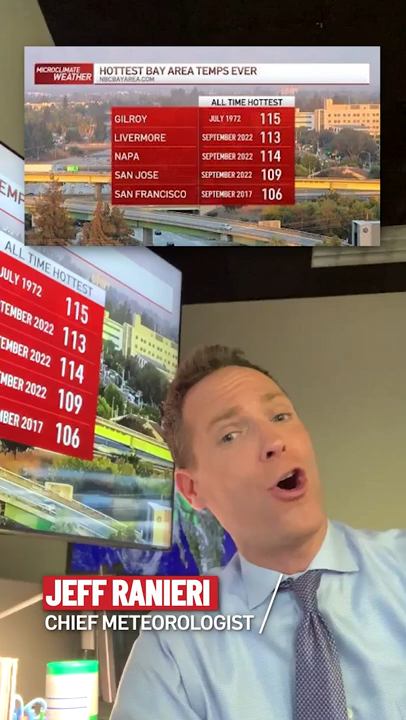 MICROCLIMATE
WEATHER
HOTTEST BAY AREA TEMPS EVER
NBCBAYAREA.COM
ALL TIME HOTTEST
GILROY JULY 1972 115
LIVERMORE SEPTEMBER 2022 113
NAPA SEPTEMBER 2022 114
SAN JOSE SEPTEMBER 2022 109
SAN FRANCISCO SEPTEMBER 2017 106
TEMP
ALL TIME HOTTEST
JULY 1972 115
TEMBER 2022 113
EMBER 2022 114
MBER 2022 109
MBER 2017 106
JEFF RANIERI
CHIEF METEOROLOGIST